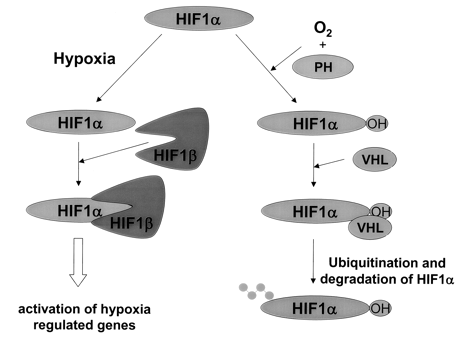 HIF1α
Hypoxia
O2
+
PH
HIF1α
HIF1β
HIF1α
OH
VHL
HIF1α
HIF1β
HIF1α
OH
VHL
Ubiquitination and
degradation of HIF1α
activation of hypoxia
regulated genes
HIF1α
OH